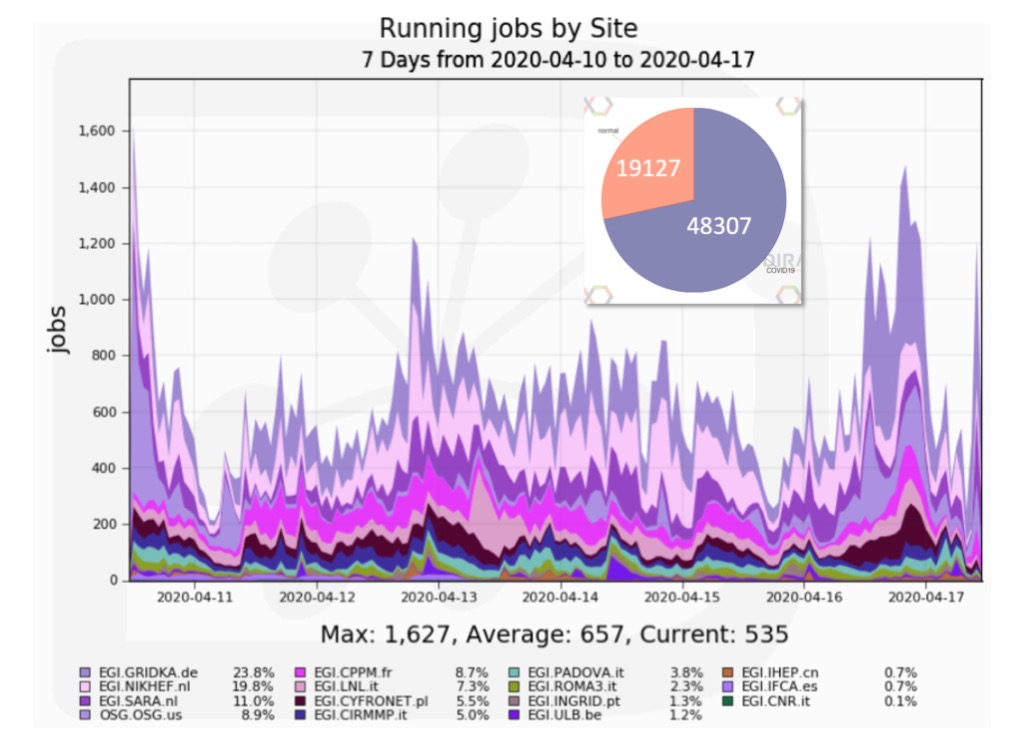 Running jobs by Site
7 Days from 2020-04-10 to 2020-04-17
normal
19127
48307
DIRA
COVID19
jobs
1,600
1,400
1,200
1,000
800
600
400
200
0
2020-04-11 2020-04-12 2020-04-13 2020-04-14 2020-04-15 2020-04-16 2020-04-17
Max: 1,627, Average: 657, Current: 535
EGI.GRIDKA.de 23.8% EGI.CPPM.fr 8.7% EGI.PADOVA.it 3.8% EGI.IHEP.cn 0.7%
EGI.NIKHEF.nl 19.8% EGI.LNL.it 7.3% EGI.ROMA3.it 2.3% EGI.IFCA.es 0.7%
EGI.SARA.nl 11.0% EGI.CYFRONET.pl 5.5% EGI.INGRID.pt 1.3% EGI.CNR.it 0.1%
OSG.OSG.us 8.9% EGI.CIRMMP.it 5.0% EGI.ULB.be 1.2%